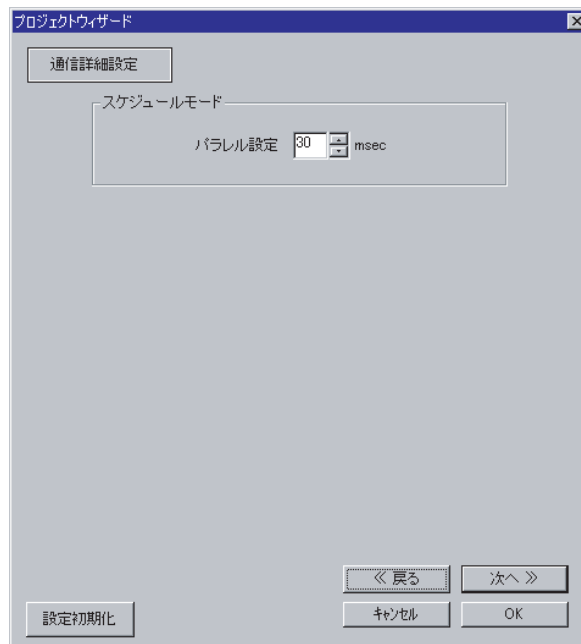 プロジェクトウィザード
通信詳細設定
スケジュールモード
パラレル設定 30 msec
≪ 戻る 次へ ≫
設定初期化 キャンセル OK